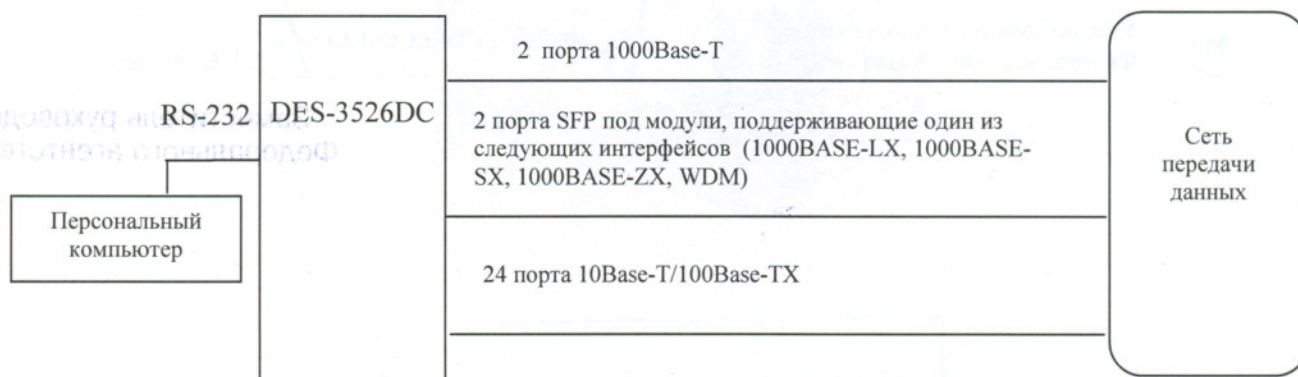 2 порта 1000Base-T
RS-232
DES-3526DC
2 порта SFP под модули, поддерживающие один из
следующих интерфейсов (1000BASE-LX, 1000BASE-
SX, 1000BASE-ZX, WDM)
Сеть
передачи
данных
Персональный
компьютер
24 порта 10Base-T/100Base-TX